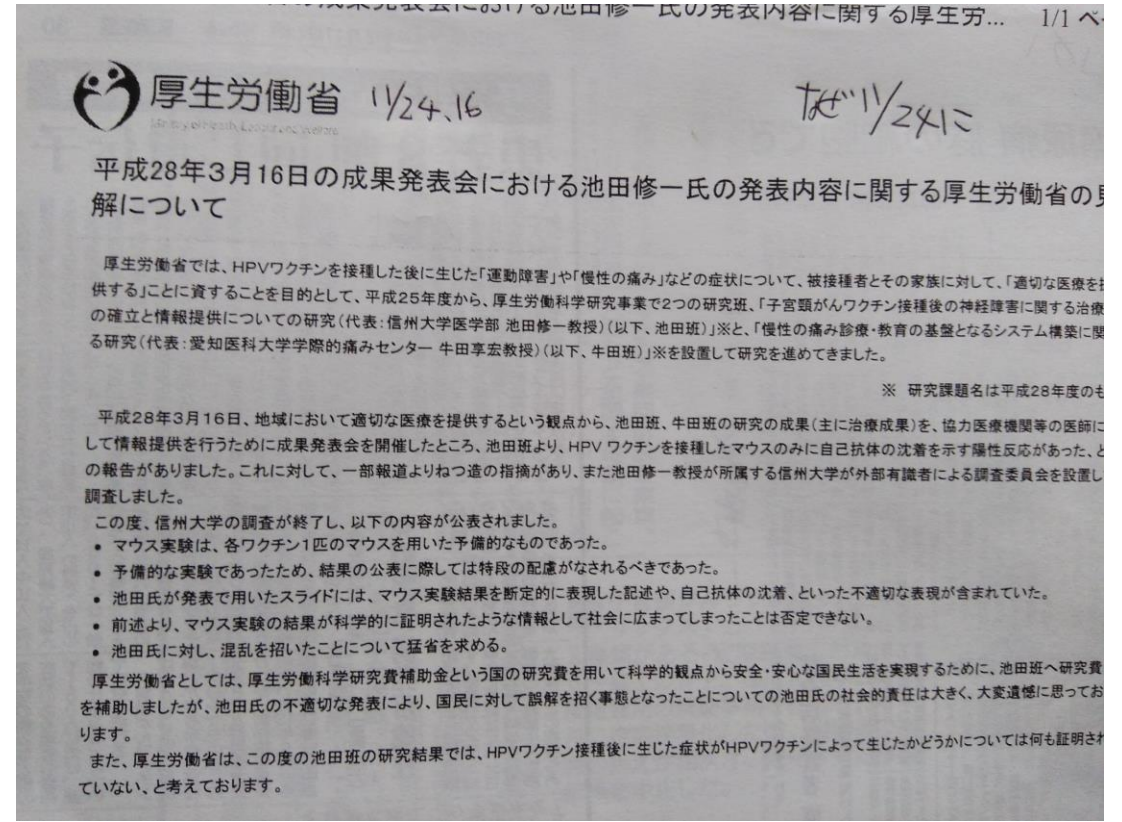 の成果発表会における池田修一氏の発表内容に関する厚生労... 1/1 ペー
厚生労働省 11/24.16 なぜ11/24に
平成28年3月16日の成果発表会における池田修一氏の発表内容に関する厚生労働省の見
解について
厚生労働省では、HPVワクチンを接種した後に生じた「運動障害」や「慢性の痛み」などの症状について、被接種者とその家族に対して、「適切な医療を提
供する」ことに資することを目的として、平成25年度から、厚生労働科学研究事業で2つの研究班、「子宮頸がんワクチン接種後の神経障害に関する治療
の確立と情報提供についての研究(代表:信州大学医学部 池田修一教授)(以下、池田班)」※と、「慢性の痛み診療・教育の基盤となるシステム構築に関
る研究(代表:愛知医科大学学際的痛みセンター 牛田享宏教授)(以下、牛田班)」※を設置して研究を進めてきました。
※ 研究課題名は平成28年度のも
平成28年3月16日、地域において適切な医療を提供するという観点から、池田班、牛田班の研究の成果(主に治療成果)を、協力医療機関等の医師に
して情報提供を行うために成果発表会を開催したところ、池田班より、HPV ワクチンを接種したマウスのみに自己抗体の沈着を示す陽性反応があった、と
の報告がありました。これに対して、一部報道よりねつ造の指摘があり、また池田修一教授が所属する信州大学が外部有識者による調査委員会を設置し
調査しました。
この度、信州大学の調査が終了し、以下の内容が公表されました。
• マウス実験は、各ワクチン1匹のマウスを用いた予備的なものであった。
• 予備的な実験であったため、結果の公表に際しては特段の配慮がなされるべきであった。
• 池田氏が発表で用いたスライドには、マウス実験結果を断定的に表現した記述や、自己抗体の沈着、といった不適切な表現が含まれていた。
• 前述より、マウス実験の結果が科学的に証明されたような情報として社会に広まってしまったことは否定できない。
• 池田氏に対し、混乱を招いたことについて猛省を求める。
厚生労働省としては、厚生労働科学研究費補助金という国の研究費を用いて科学的観点から安全・安心な国民生活を実現するために、池田班へ研究費
を補助しましたが、池田氏の不適切な発表により、国民に対して誤解を招く事態となったことについての池田氏の社会的責任は大きく、大変遺憾に思ってお
ります。
また、厚生労働省は、この度の池田班の研究結果では、HPVワクチン接種後に生じた症状がHPVワクチンによって生じたかどうかについては何も証明され
ていない、と考えております。